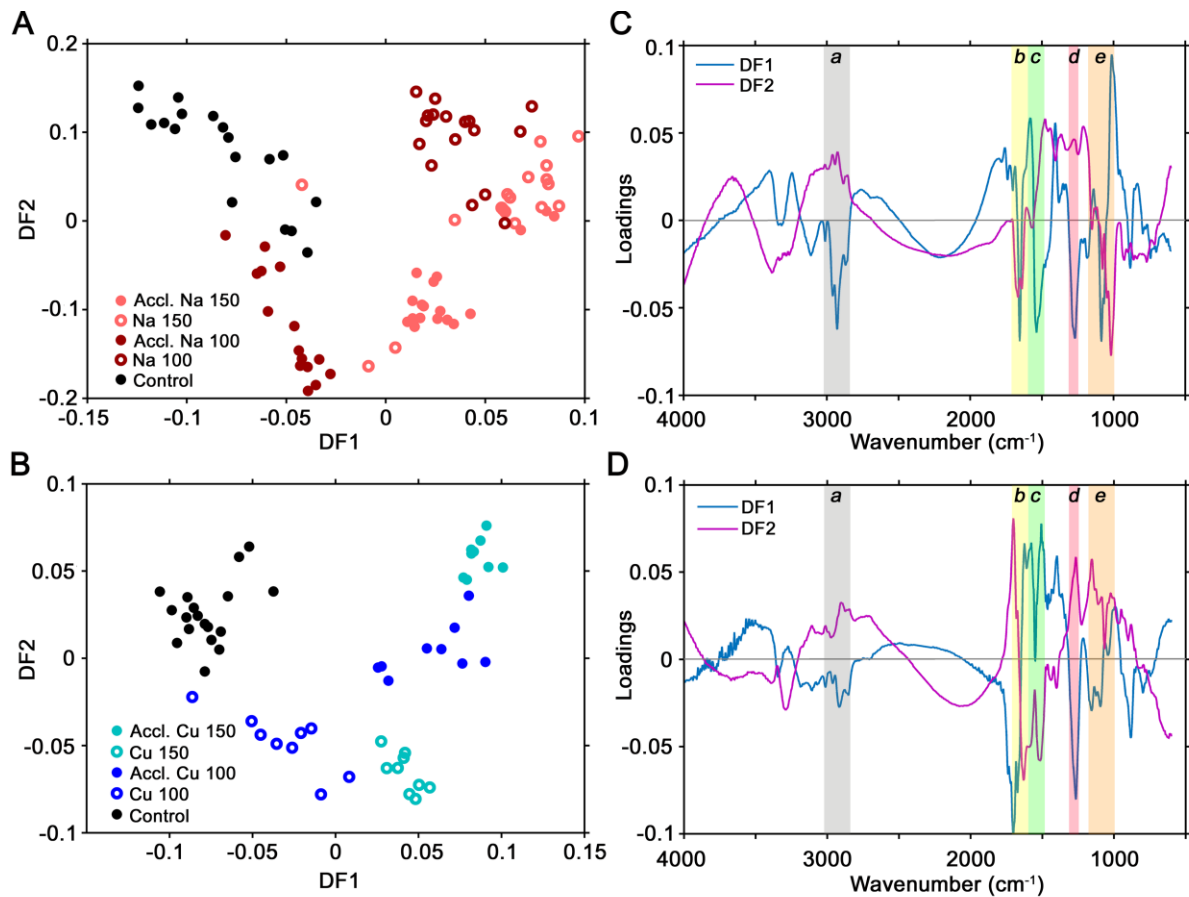 A
0.2
0.1
0
-0.1
-0.2
DF2
Accl. Na 150
Na 150
Accl. Na 100
Na 100
Control
-0.15
-0.1
-0.05
0
0.05
0.1
DF1
C
0.1
0.05
0
-0.05
-0.1
Loadings
DF1
DF2
a
b
c
d
e
4000
3000
2000
1000
Wavenumber (cm⁻¹)
B
0.1
0.05
0
-0.05
-0.1
DF2
Accl. Cu 150
Cu 150
Accl. Cu 100
Cu 100
Control
-0.1
-0.05
0
0.05
0.1
0.15
DF1
D
0.1
0.05
0
-0.05
-0.1
Loadings
DF1
DF2
a
b
c
d
e
4000
3000
2000
1000
Wavenumber (cm⁻¹)